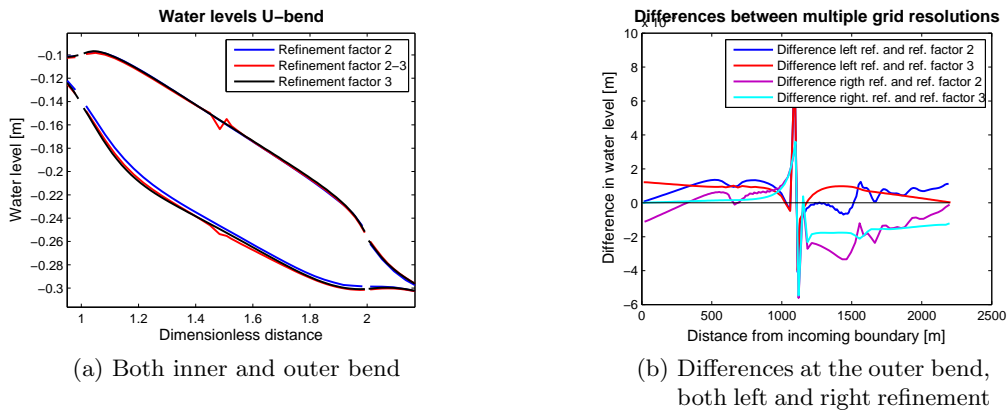 Water levels U−bend
Refinement factor 2
Refinement factor 2−3
Refinement factor 3
Water level [m]
−0.1
−0.12
−0.14
−0.16
−0.18
−0.2
−0.22
−0.24
−0.26
−0.28
−0.3
1 1.2 1.4 1.6 1.8 2
Dimensionless distance
(a) Both inner and outer bend
Differences between multiple grid resolutions
Difference left ref. and ref. factor 2
Difference left ref. and ref. factor 3
Difference rigth ref. and ref. factor 2
Difference right. ref. and ref. factor 3
Difference in water level [m]
10
8
6
4
2
0
−2
−4
−6
0 500 1000 1500 2000 2500
Distance from incoming boundary [m]
(b) Differences at the outer bend,
both left and right refinement